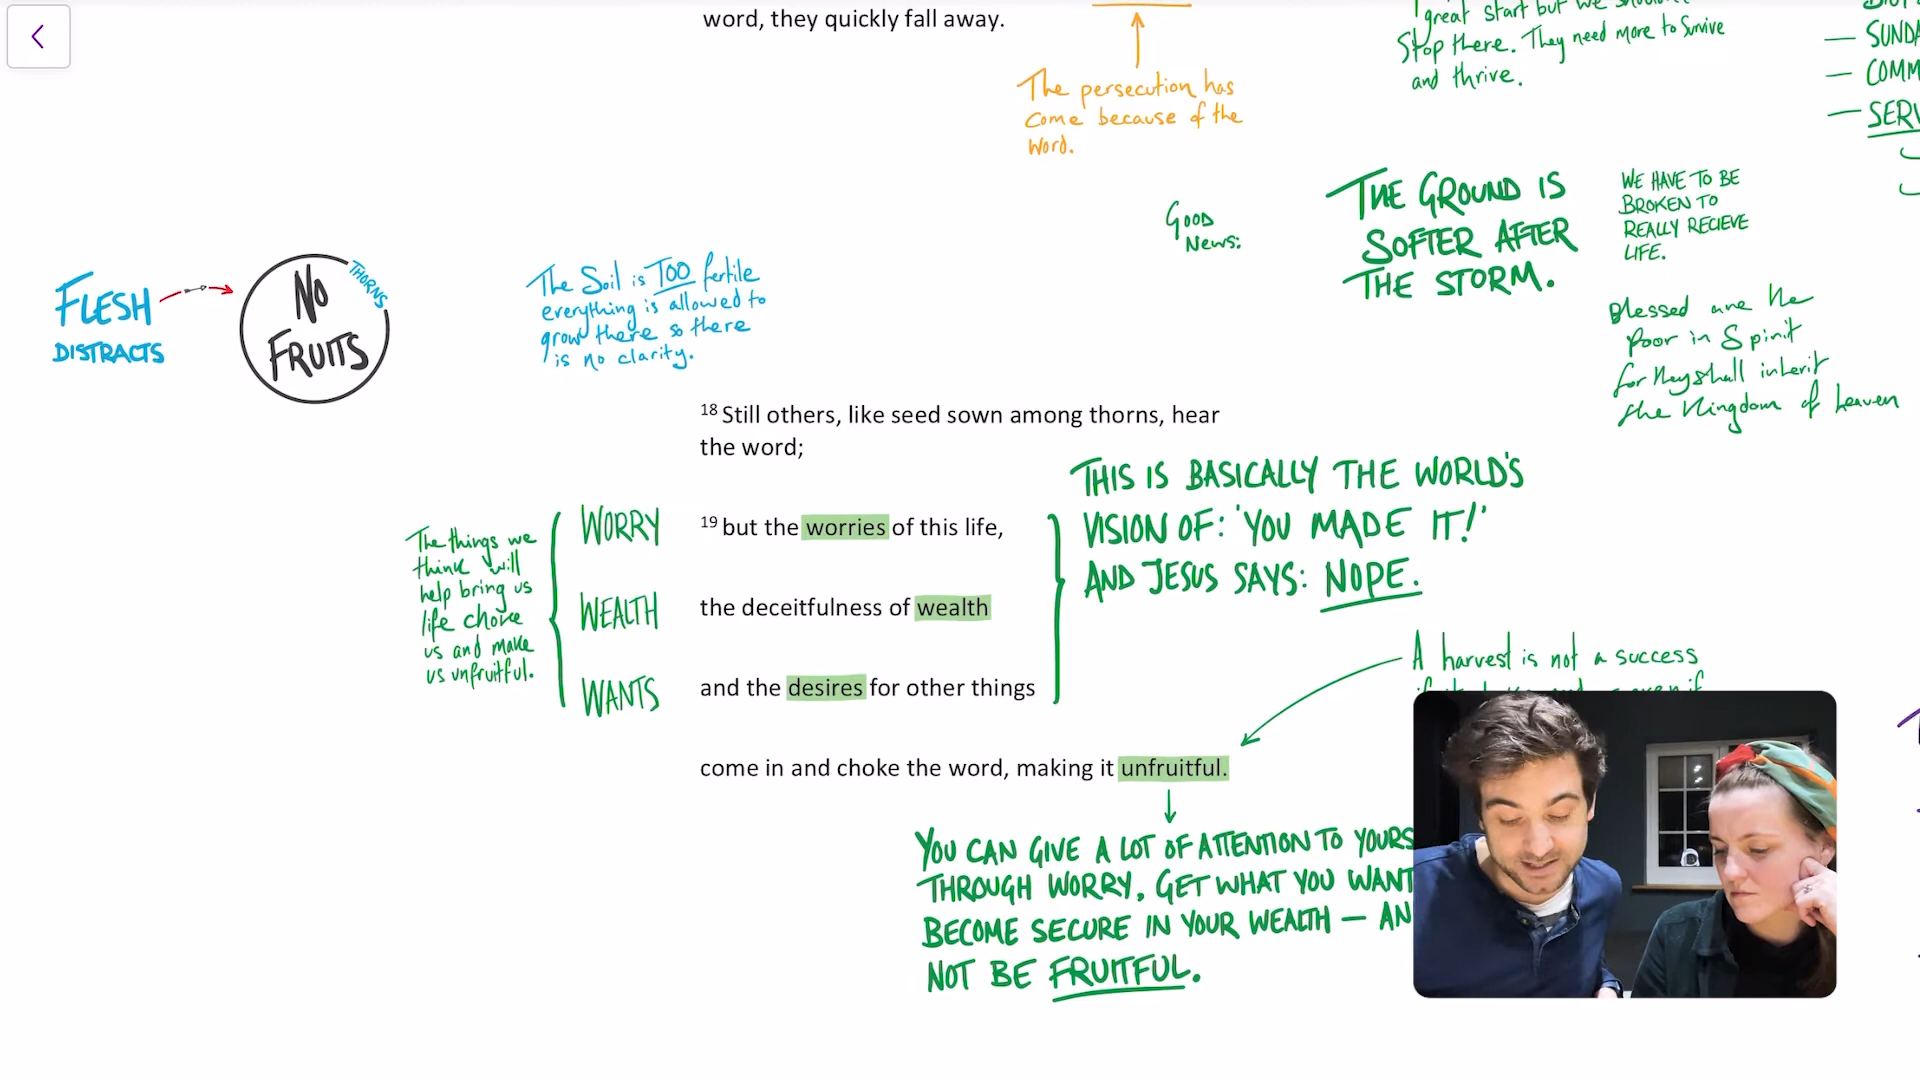 word, they quickly fall away.
The persecution has
come because of the
word.
great start but we
Stop there. They need more to survive
and thrive.
— SUNDA
— COMM
— SERV
GOOD
NEWS:
THE GROUND IS
SOFTER AFTER
THE STORM.
WE HAVE TO BE
BROKEN TO
REALLY RECIEVE
LIFE.
Blessed are the
Poor in Spirit
for they shall inherit
the Kingdom of heaven
FLESH
DISTRACTS
NO
FRUITS
THORNS
The Soil is TOO fertile
everything is allowed to
grow there so there
is no clarity.
18 Still others, like seed sown among thorns, hear
the word;
The things we
think will
help bring us
life choke
us and make
us unfruitful.
WORRY
WEALTH
WANTS
19 but the worries of this life,
the deceitfulness of wealth
and the desires for other things
come in and choke the word, making it unfruitful.
THIS IS BASICALLY THE WORLD'S
VISION OF: 'YOU MADE IT!'
AND JESUS SAYS: NOPE.
A harvest is not a success
YOU CAN GIVE A LOT OF ATTENTION TO YOURS
THROUGH WORRY, GET WHAT YOU WANT
BECOME SECURE IN YOUR WEALTH — AN
NOT BE FRUITFUL.